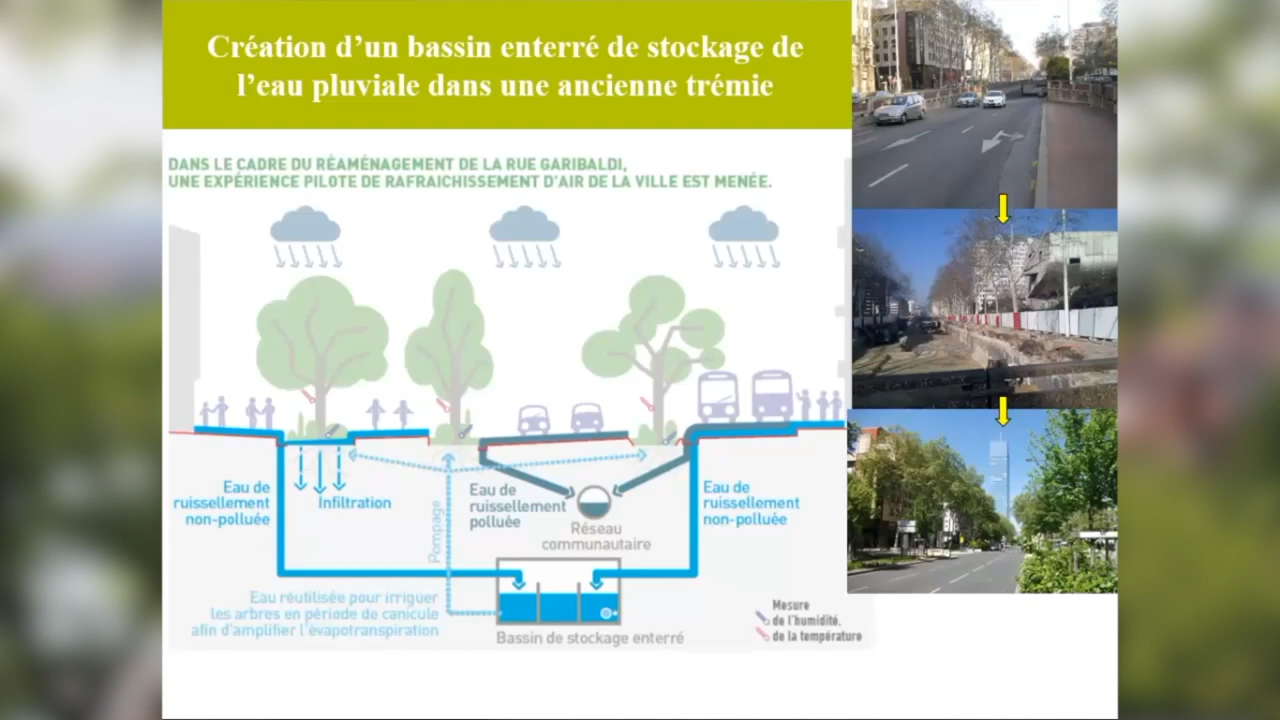 Création d’un bassin enterré de stockage de
l’eau pluviale dans une ancienne trémie
DANS LE CADRE DU RÉAMÉNAGEMENT DE LA RUE GARIBALDI,
UNE EXPÉRIENCE PILOTE DE RAFRAICHISSEMENT D’AIR DE LA VILLE EST MENÉE.
Eau de
ruissellement
non-polluée
Infiltration
Pompage
Eau de
ruissellement
polluée
Réseau
communautaire
Eau de
ruissellement
non-polluée
Eau réutilisée pour irriguer
les arbres en période de canicule
afin d’amplifier l’évapotranspiration
Bassin de stockage enterré
Mesure
de l’humidité,
de la température